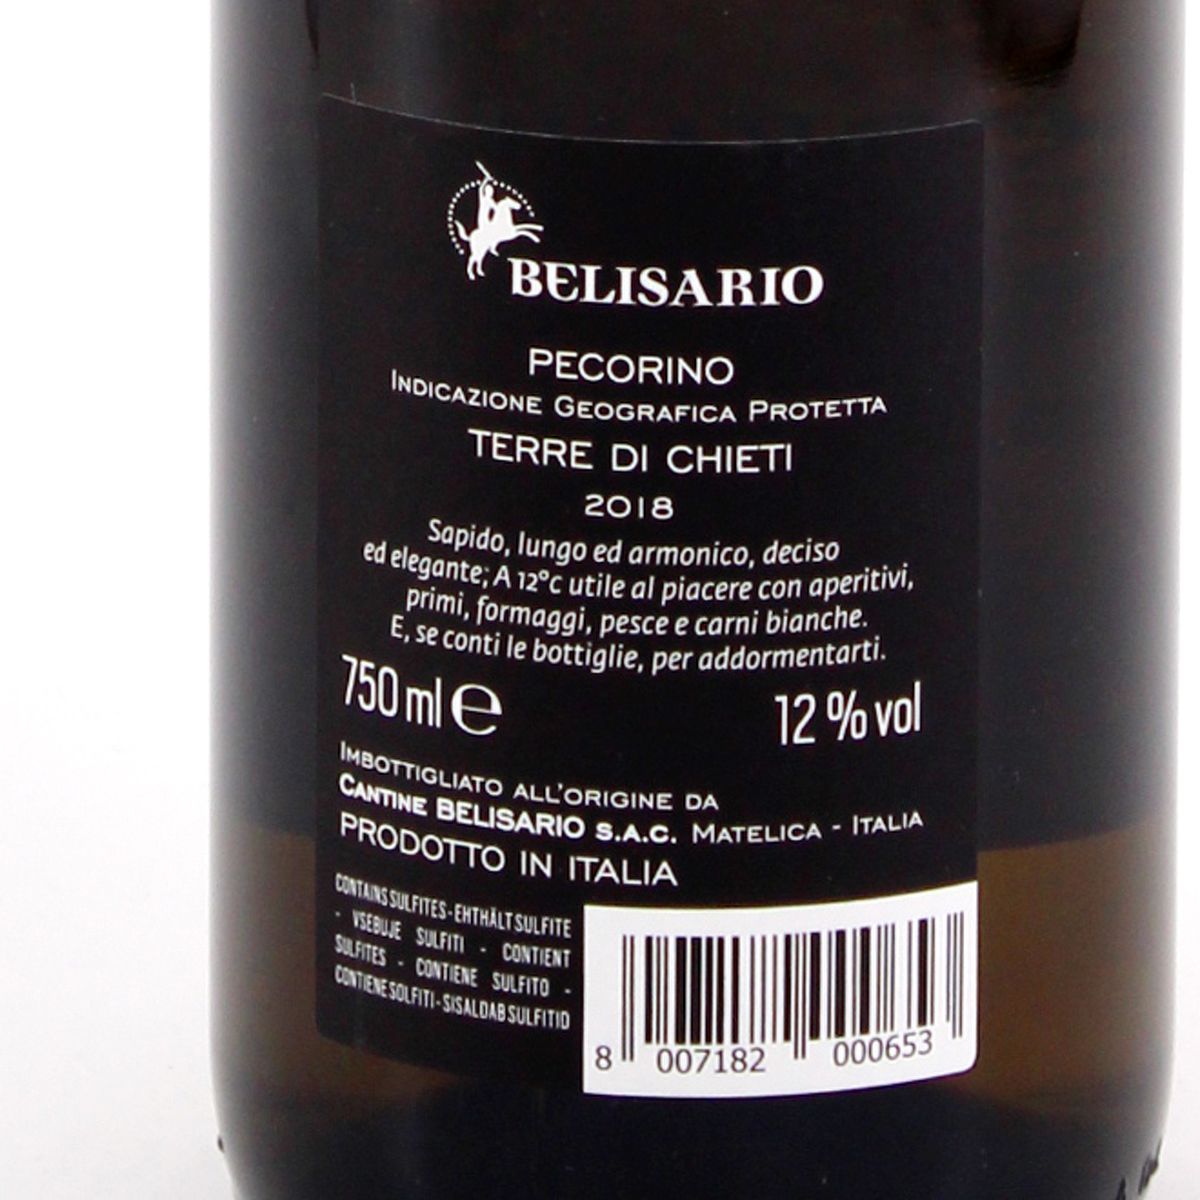 BELISARIO
PECORINO
INDICAZIONE GEOGRAFICA PROTETTA
TERRE DI CHIETI
2018
Sapido, lungo ed armonico, deciso
ed elegante; A 12°C utile al piacere con aperitivi,
primi, formaggi, pesce e carni bianche.
E, se conti le bottiglie, per addormentarti.
750 ml ℮ 12 % vol
IMBOTTIGLIATO ALL'ORIGINE DA
CANTINE BELISARIO S.A.C. MATELICA - ITALIA
PRODOTTO IN ITALIA
CONTAINS SULFITES - EHTHÄLT SULFITE
- VSEBUJE SULFITI - CONTIENT
SULFITES - CONTIENE SULFITO -
CONTIENE SOLFITI - SISALDAB SULFITID
8 007182 000653